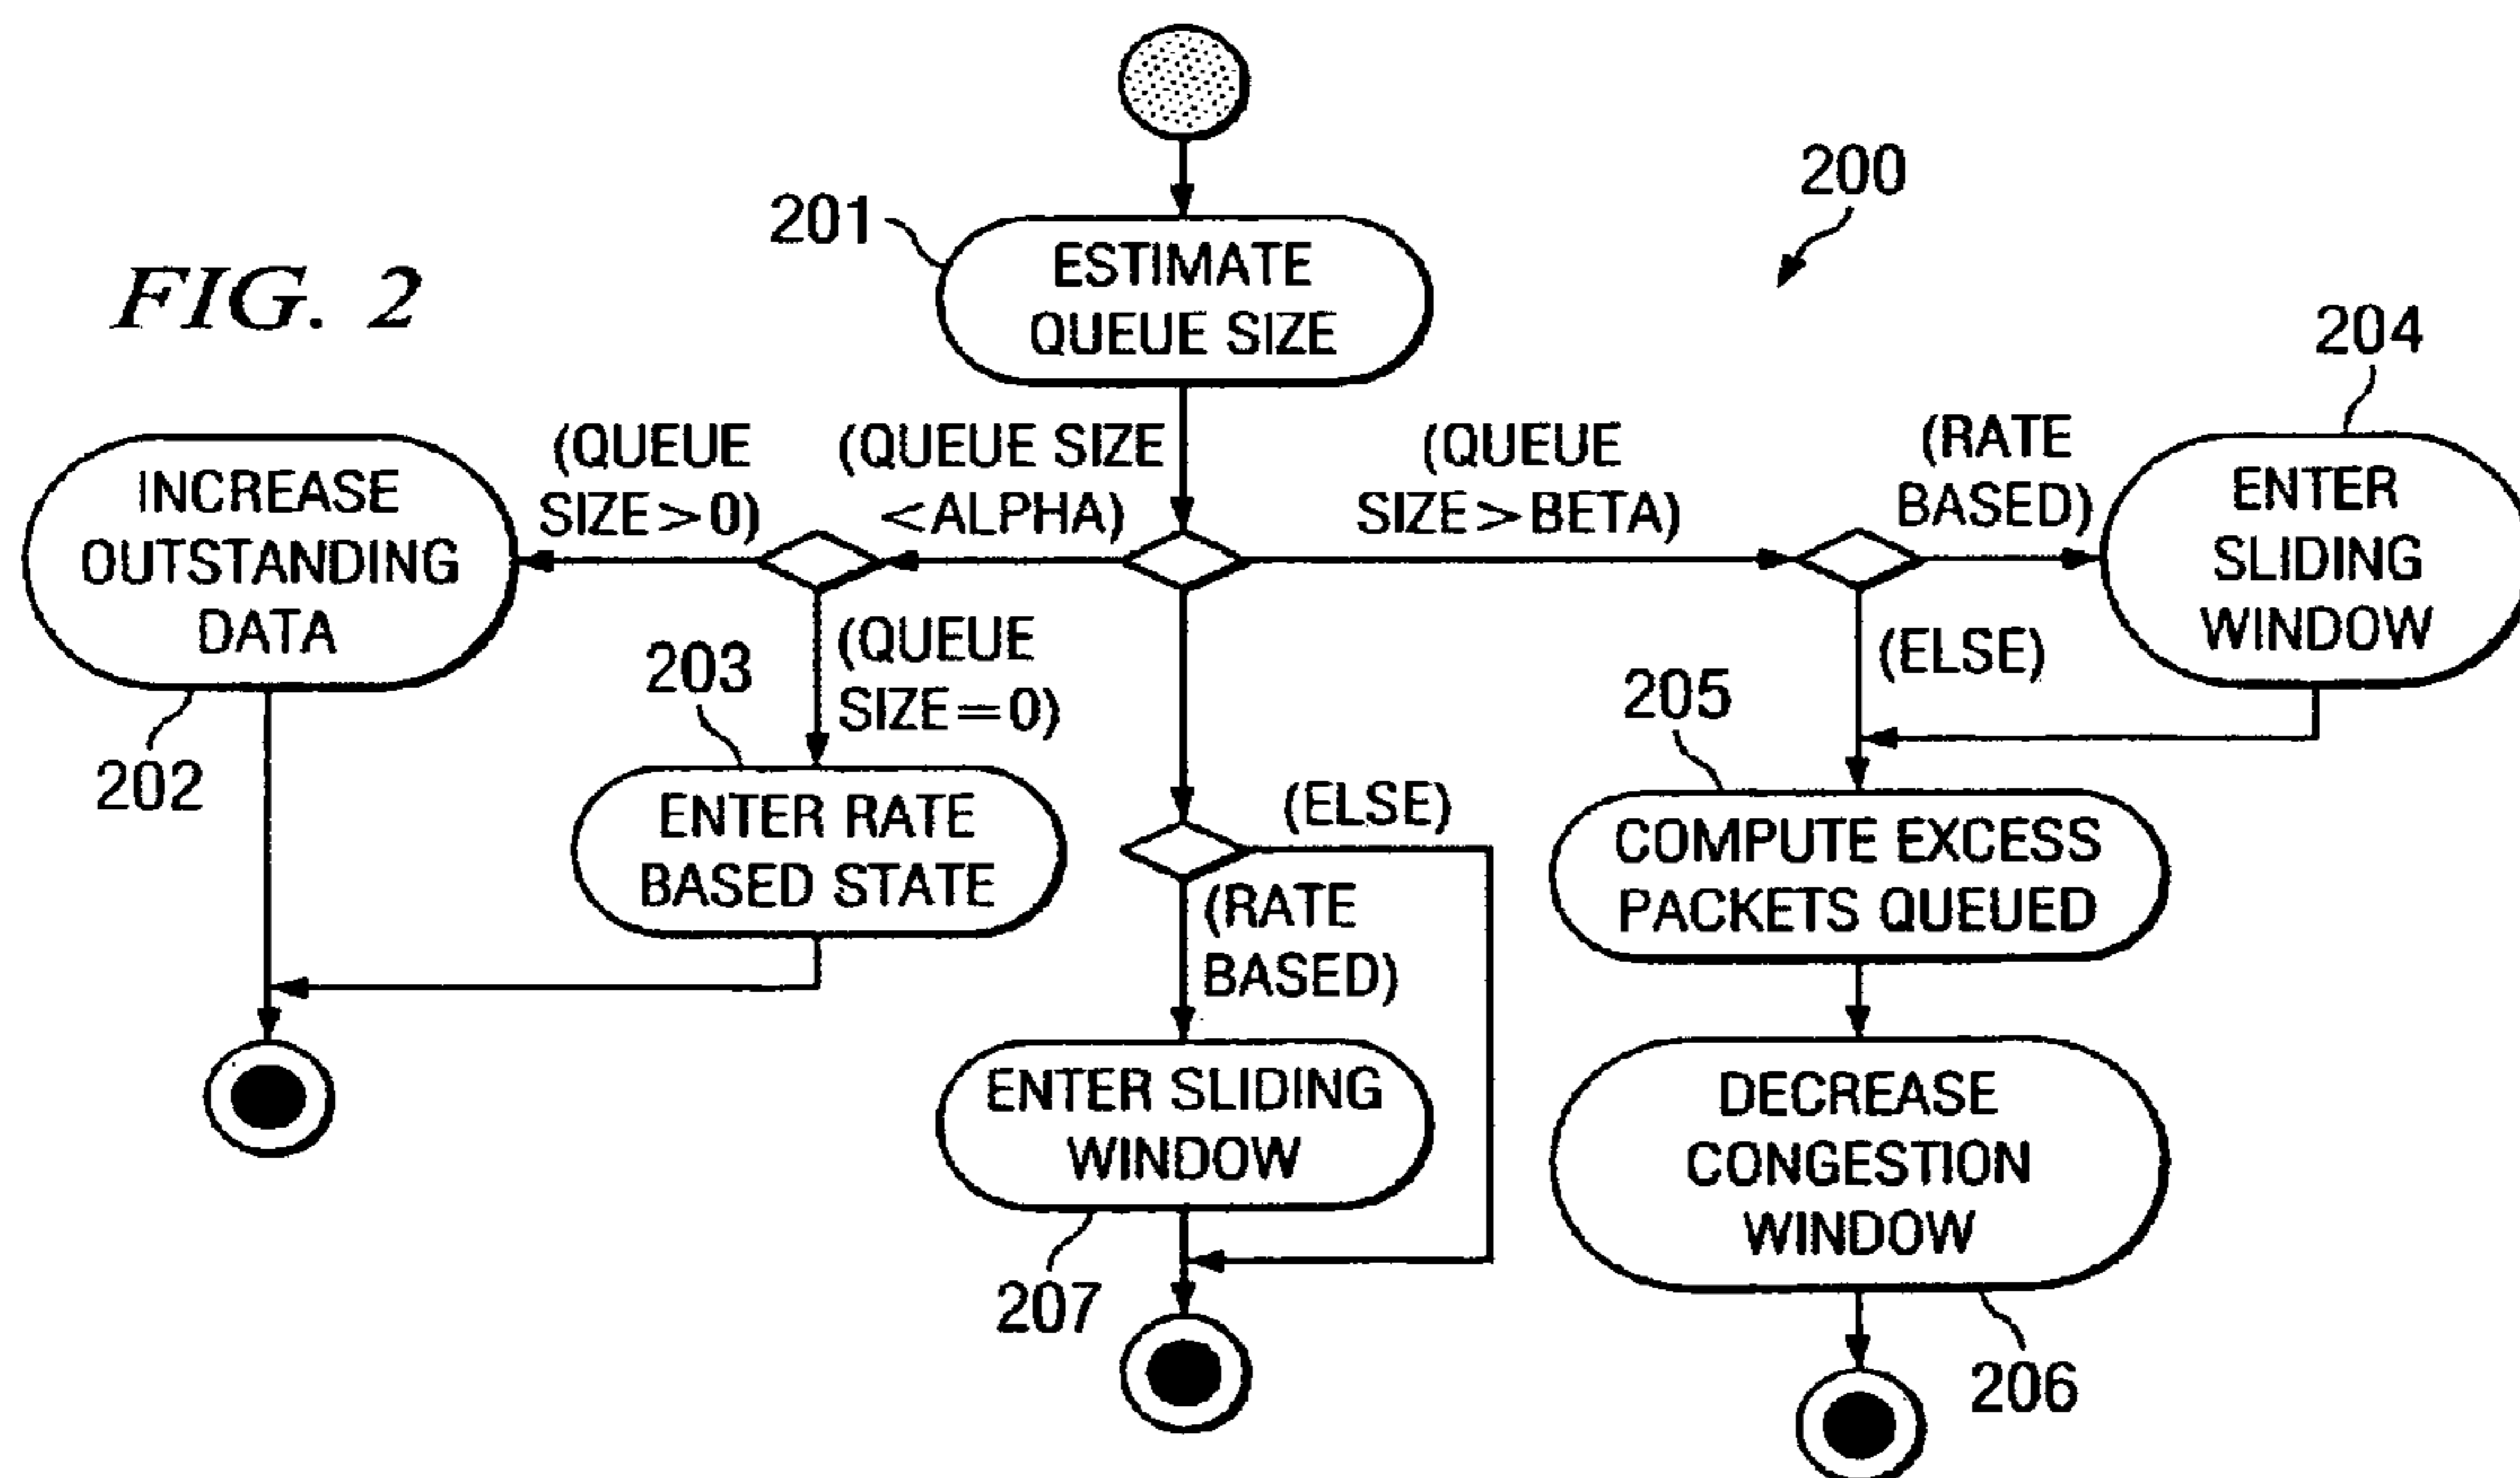 FIG. 2
200
201
ESTIMATE
QUEUE SIZE
(QUEUE
SIZE>0)
(QUEUE SIZE
<ALPHA)
(QUEUE
SIZE>BETA)
(RATE
BASED)
204
ENTER
SLIDING
WINDOW
INCREASE
OUTSTANDING
DATA
202
203
(QUEUE
SIZE=0)
ENTER RATE
BASED STATE
(ELSE)
(RATE
BASED)
ENTER SLIDING
WINDOW
207
(ELSE)
205
COMPUTE EXCESS
PACKETS QUEUED
DECREASE
CONGESTION
WINDOW
206